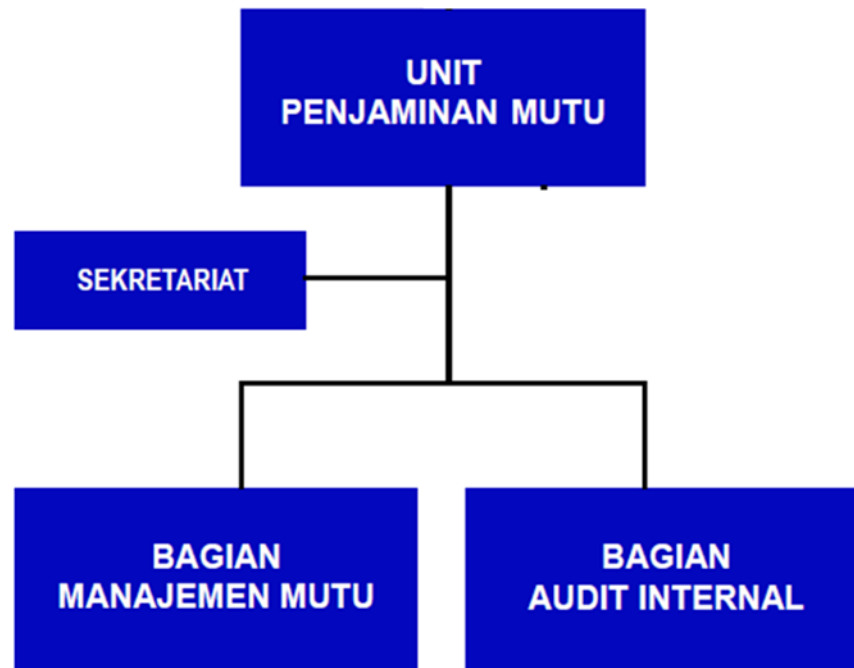 UNIT
PENJAMINAN MUTU
SEKRETARIAT
BAGIAN
MANAJEMEN MUTU
BAGIAN
AUDIT INTERNAL